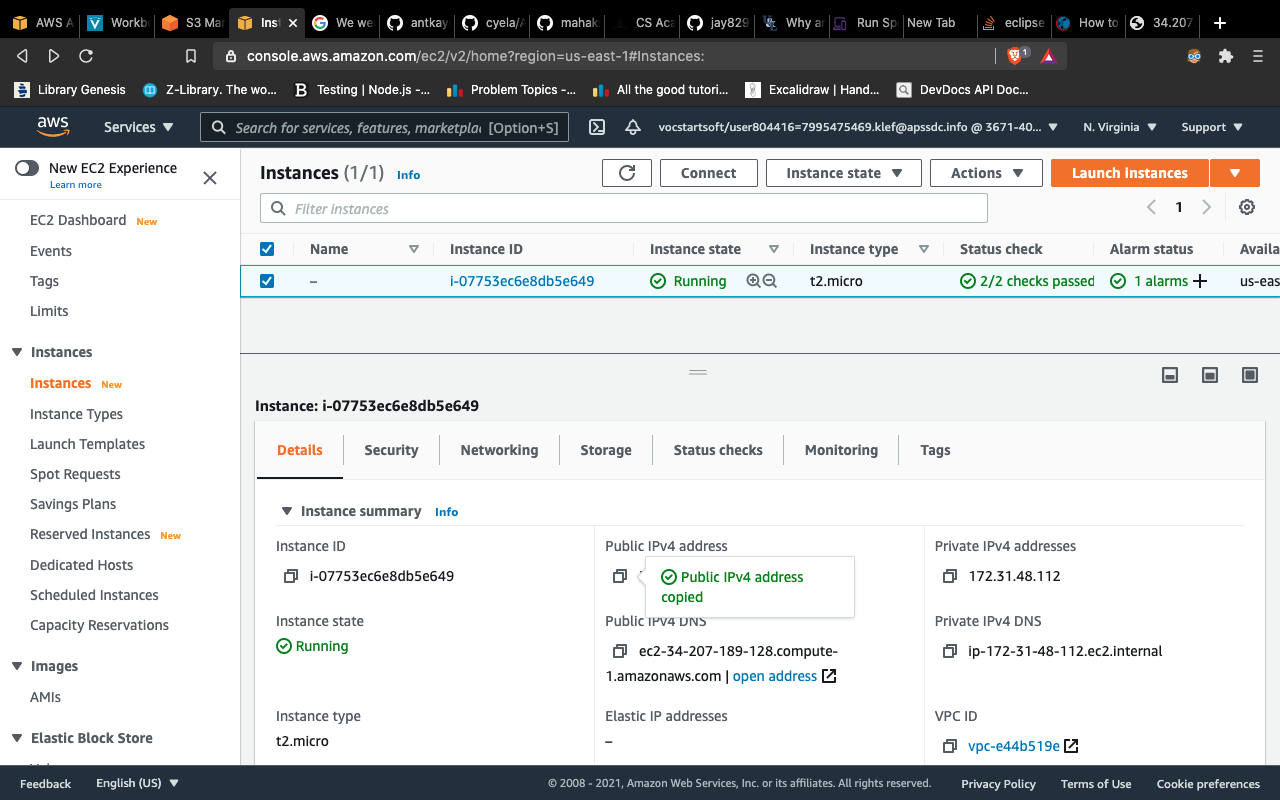 AWS A
Workb
S3 Mar
Inst
We we
antkay
cyela/
mahak
CS Aca
jay829
Why ar
Run Sp
New Tab
eclipse
How to
34.207
console.aws.amazon.com/ec2/v2/home?region=us-east-1#Instances:
1
Library Genesis
Z-Library. The wo...
Testing | Node.js -...
Problem Topics -...
All the good tutori...
Excalidraw | Hand...
DevDocs API Doc...
aws
Services
Search for services, features, marketpla
[Option+S]
vocstartsoft/user804416=7995475469.klef@apssdc.info @ 3671-40...
N. Virginia
Support
New EC2 Experience
Learn more
EC2 Dashboard New
Events
Tags
Limits
Instances
Instances New
Instance Types
Launch Templates
Spot Requests
Savings Plans
Reserved Instances New
Dedicated Hosts
Scheduled Instances
Capacity Reservations
Images
AMIs
Elastic Block Store
Instances (1/1) Info
Connect
Instance state
Actions
Launch instances
Filter instances
1
Name
Instance ID
Instance state
Instance type
Status check
Alarm status
Availa
–
i-07753ec6e8db5e649
Running
t2.micro
2/2 checks passed
1 alarms
us-eas
Instance: i-07753ec6e8db5e649
Details
Security
Networking
Storage
Status checks
Monitoring
Tags
Instance summary Info
Instance ID
i-07753ec6e8db5e649
Public IPv4 address
Public IPv4 address
copied
Private IPv4 addresses
172.31.48.112
Instance state
Running
Public IPv4 DNS
ec2-34-207-189-128.compute-
1.amazonaws.com | open address
Private IPv4 DNS
ip-172-31-48-112.ec2.internal
Instance type
t2.micro
Elastic IP addresses
–
VPC ID
vpc-e44b519e
Feedback
English (US)
© 2008 - 2021, Amazon Web Services, Inc. or its affiliates. All rights reserved.
Privacy Policy
Terms of Use
Cookie preferences